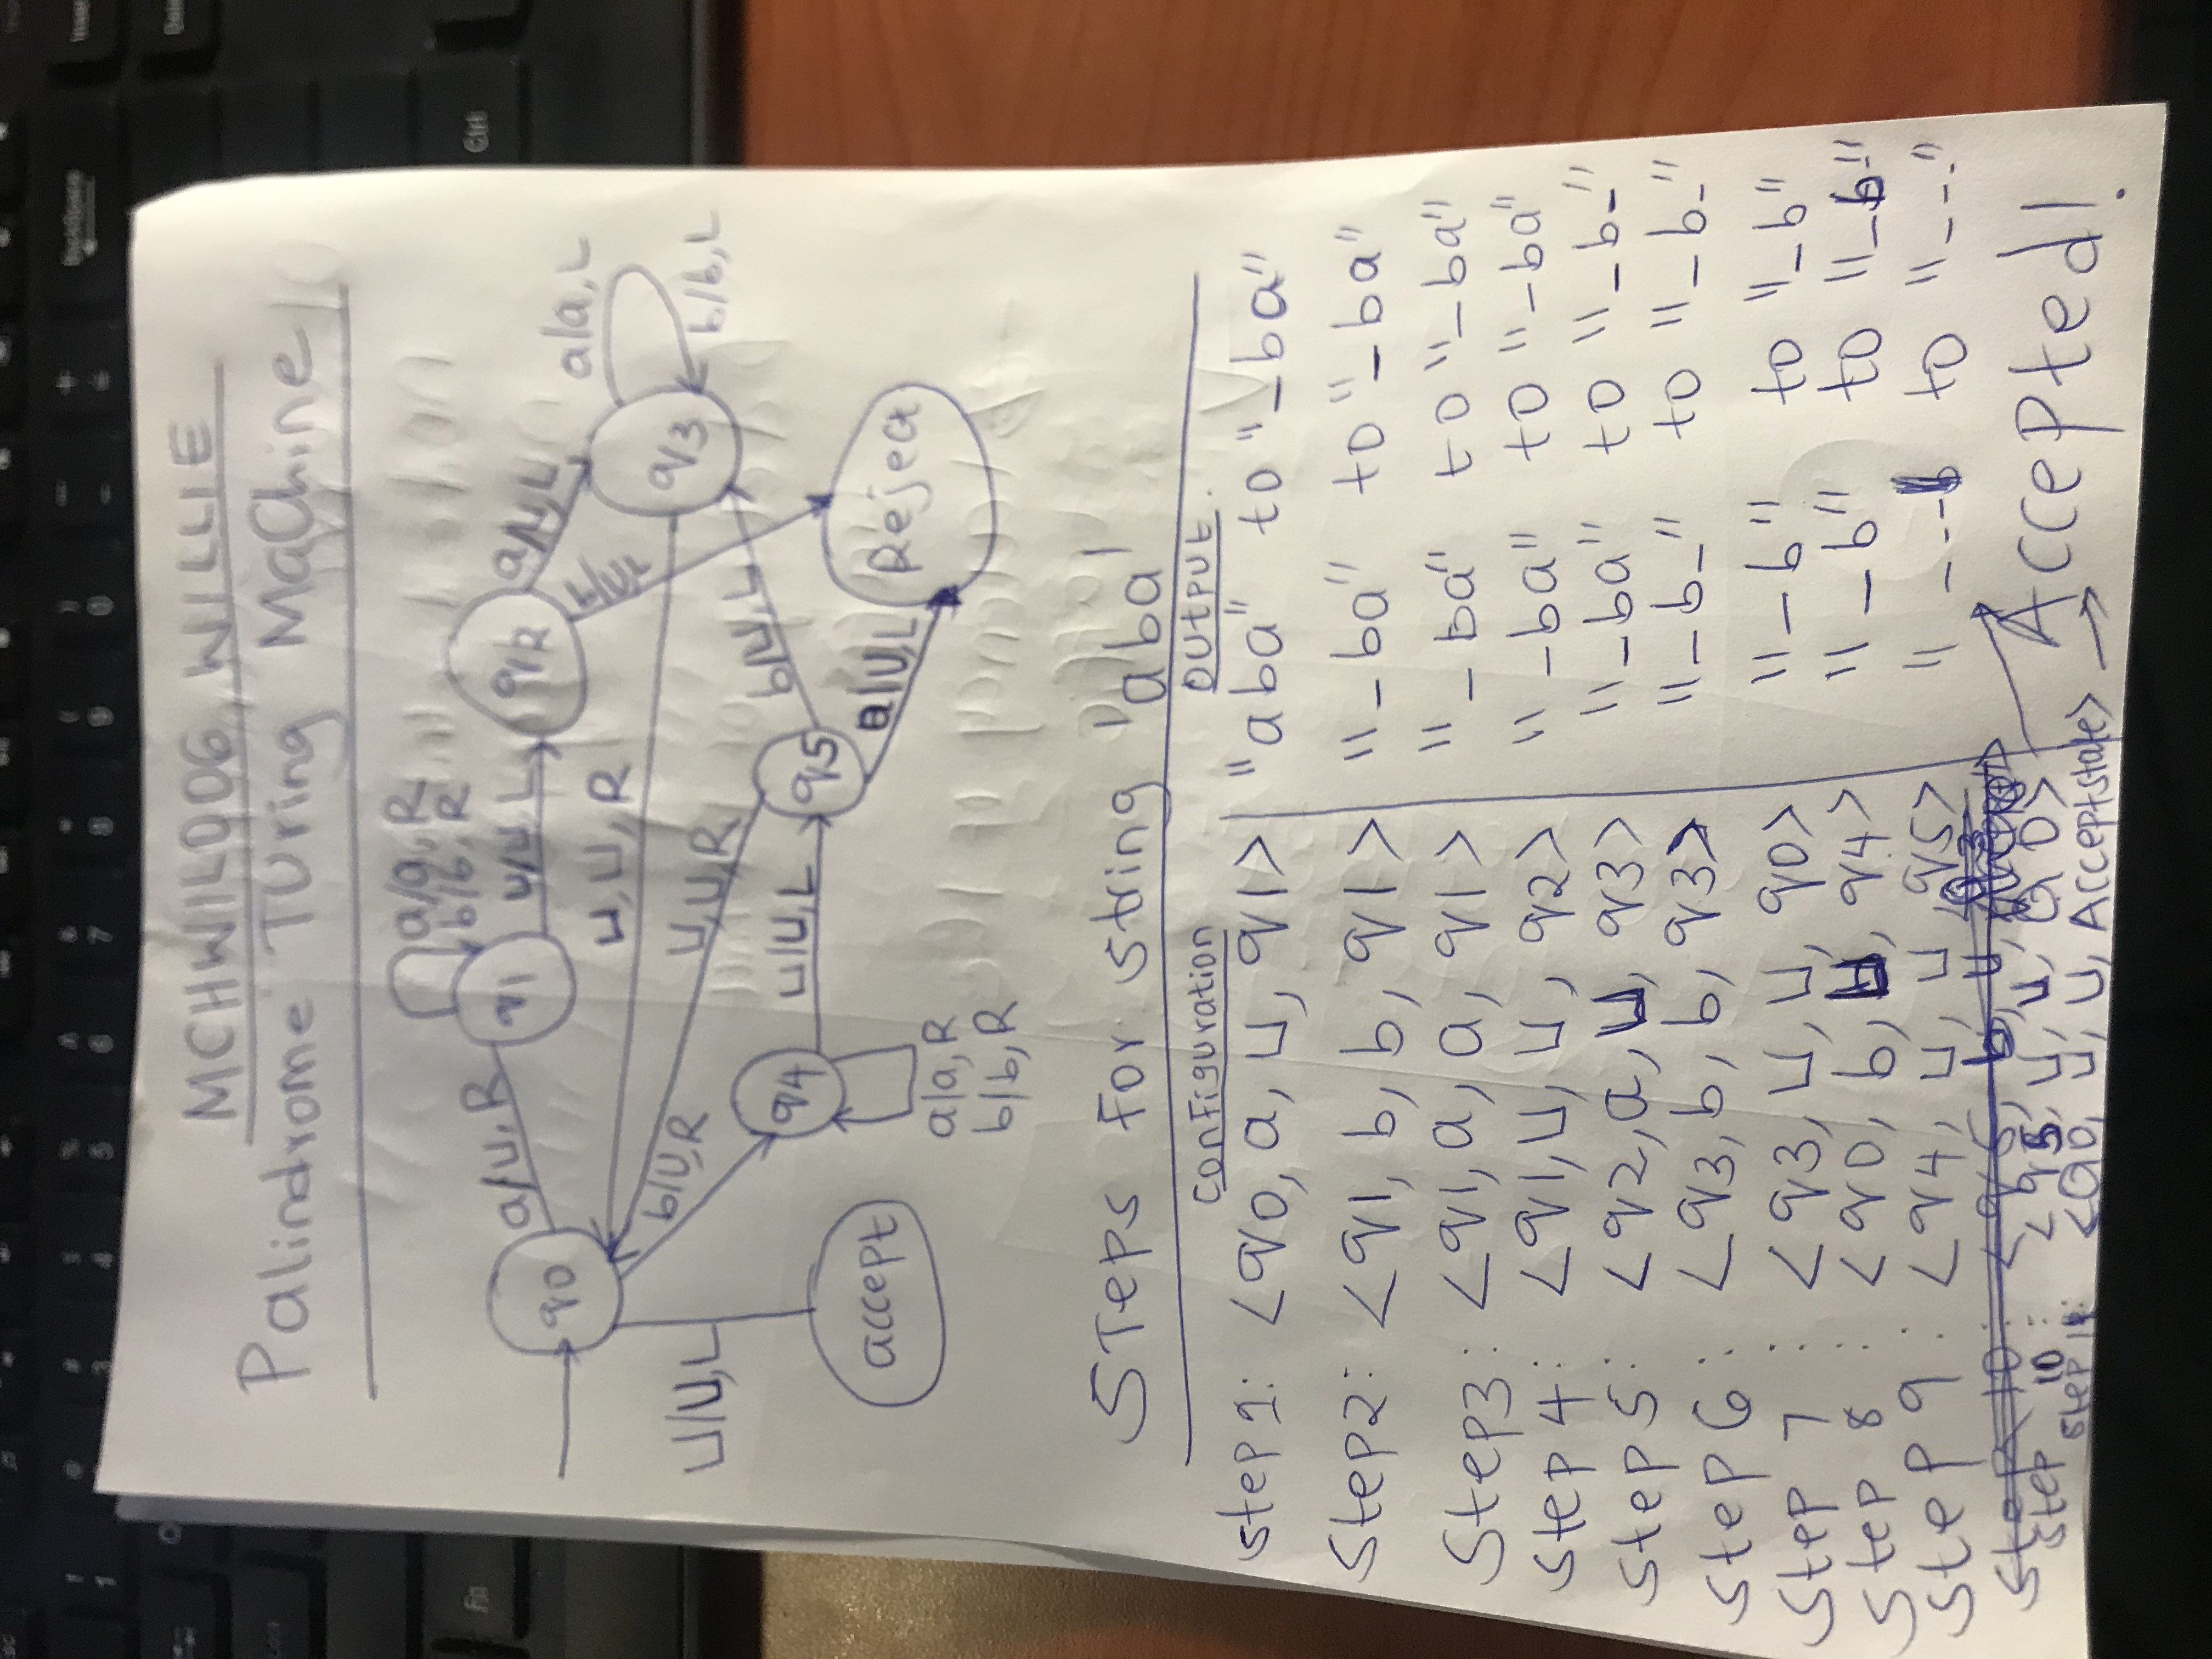 BackSpace
Ctrl
Fn
MCHWIL006, WILLIE
Palindrome TUring MaChine
a/a, R
b/b, R
a/U, R
q0
q1
U/U, L
q2
a/U, L
a/a, L
b/b, L
q3
b/U,L
U, U, R
b/U,R
U,U,R
U/U,L
q4
U/U,L
q5
b/U, L
a/U,L
accept
Reject
a/a, R
b/b, R
STeps For string 'aba'
configuration OUtPUt.
step 1: <q0, a, U, q1> "aba" to "_ba"
Step2: <q1, b, b, q1> "_ba" to "_ba"
Step3: <q1, a, a, q1> "_ba" to "_ba"
Step 4: <q1, U, U, q2> "_ba" to "_ba"
Step 5: <q2, a, U, q3> "_ba" to "_b_"
Step 6: <q3, b, b, q3> "_b_" to "_b_"
Step 7: <q3, U, U, q0> "_b" to "_b"
Step 8: <q0, b, U, q4> "_b" to "_b-"
Step 9: <q4, U, U, q5> "--- to "---"
Step 10: <q5, b, U,
Step 10: <q5, U, U, Q0>
Step 11: <Q0, U, U, Acceptstate> → Accepted!